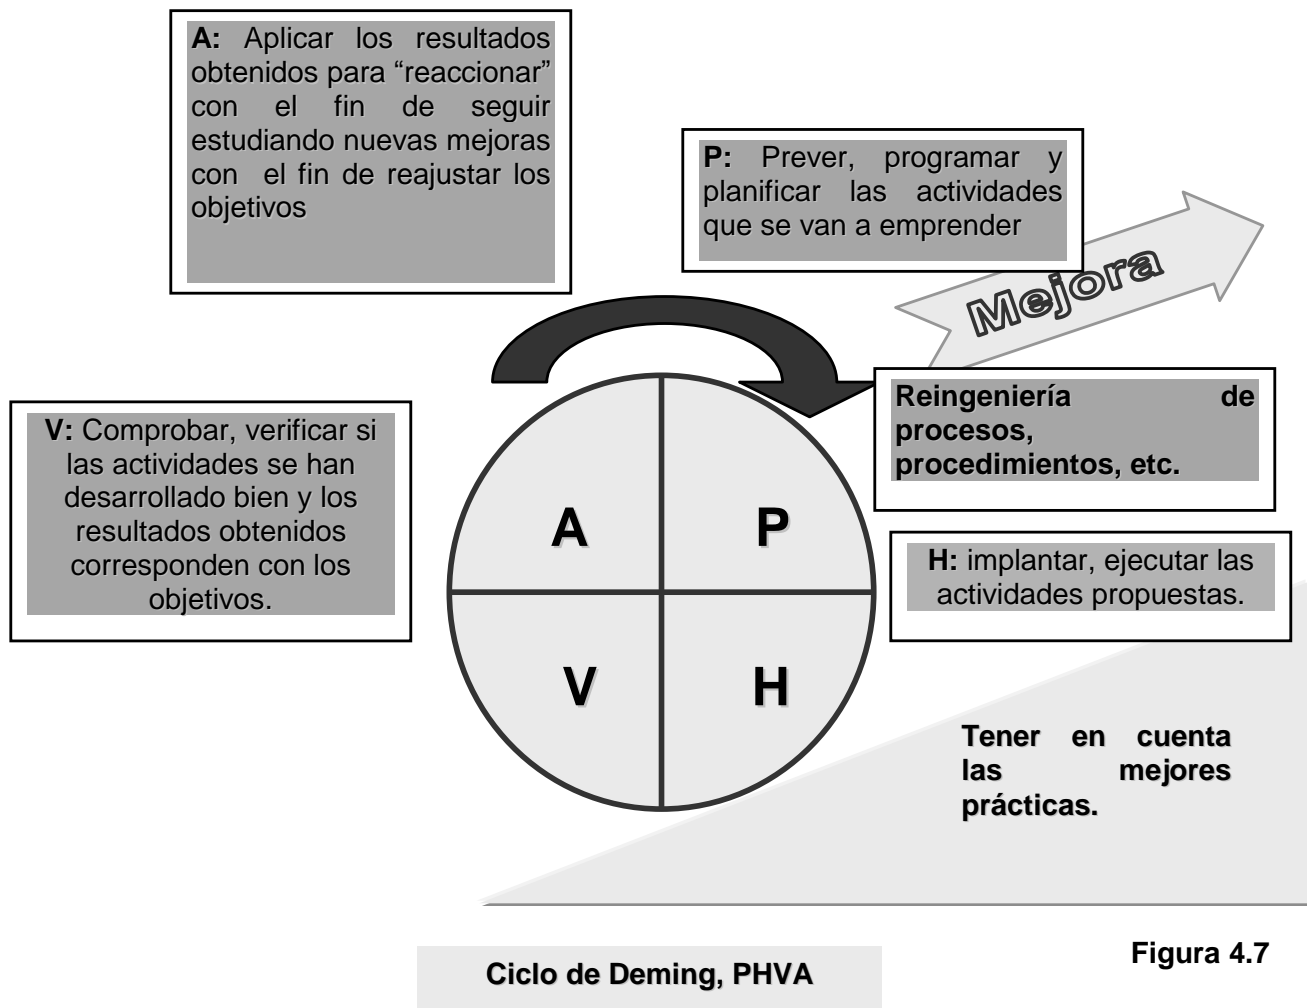 A: Aplicar los resultados
obtenidos para “reaccionar”
con el fin de seguir
estudiando nuevas mejoras
con el fin de reajustar los
objetivos
P: Prever, programar y
planificar las actividades
que se van a emprender
Mejora
Reingeniería de
procesos,
procedimientos, etc.
V: Comprobar, verificar si
las actividades se han
desarrollado bien y los
resultados obtenidos
corresponden con los
objetivos.
A P
H: implantar, ejecutar las
actividades propuestas.
V H
Tener en cuenta
las mejores
prácticas.
Figura 4.7
Ciclo de Deming, PHVA